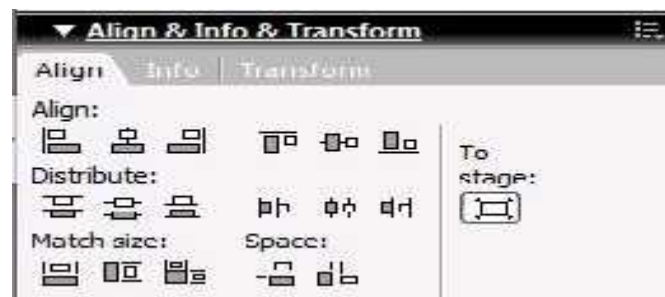 Align & Info & Transform
Align Info Transform
Align:
To
stage:
Distribute:
Match size: Space: